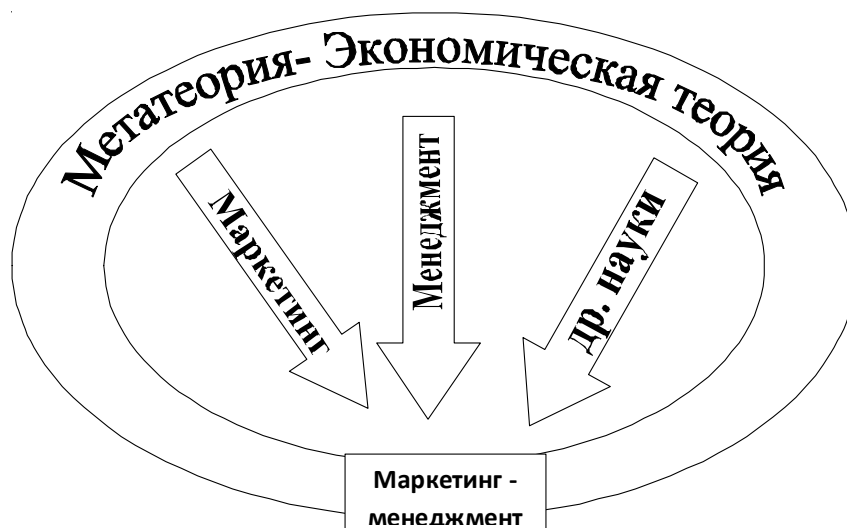 Метатеория- Экономическая теория
Маркетинг
Менеджмент
др. науки
Маркетинг -
менеджмент